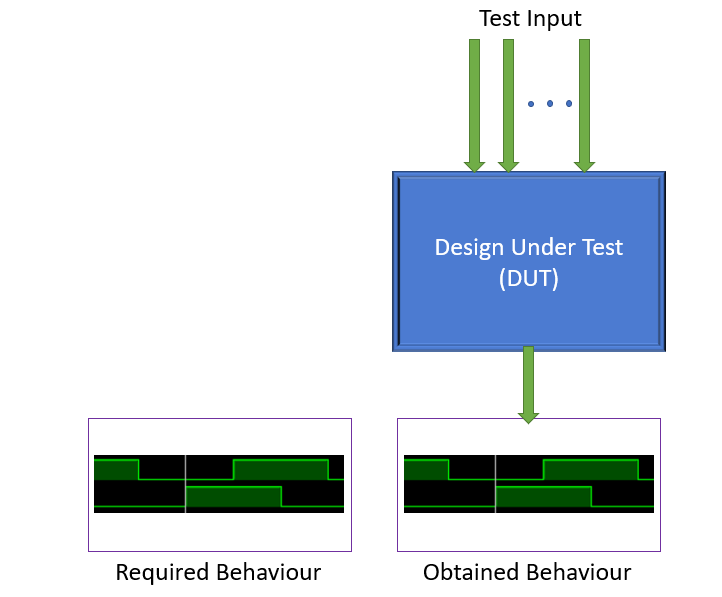 Test Input
Design Under Test
(DUT)
Required Behaviour
Obtained Behaviour